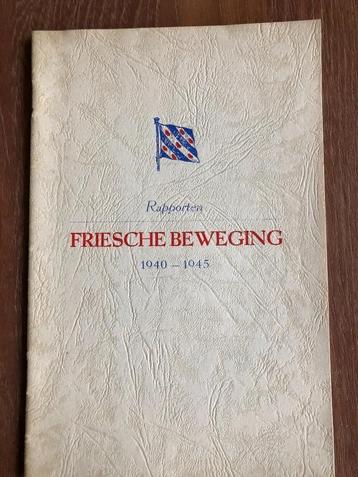 Rapporten
FRIESCHE BEWEGING
1940 – 1945